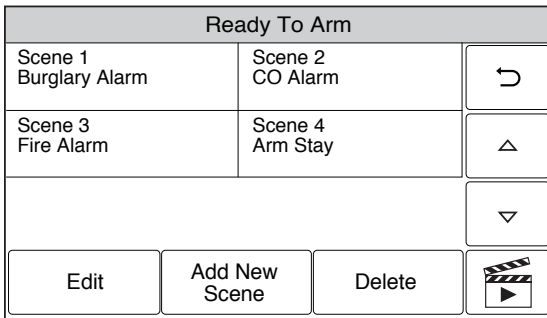 Ready To Arm
Scene 1
Burglary Alarm
Scene 2
CO Alarm
Scene 3
Fire Alarm
Scene 4
Arm Stay
Edit
Add New
Scene
Delete